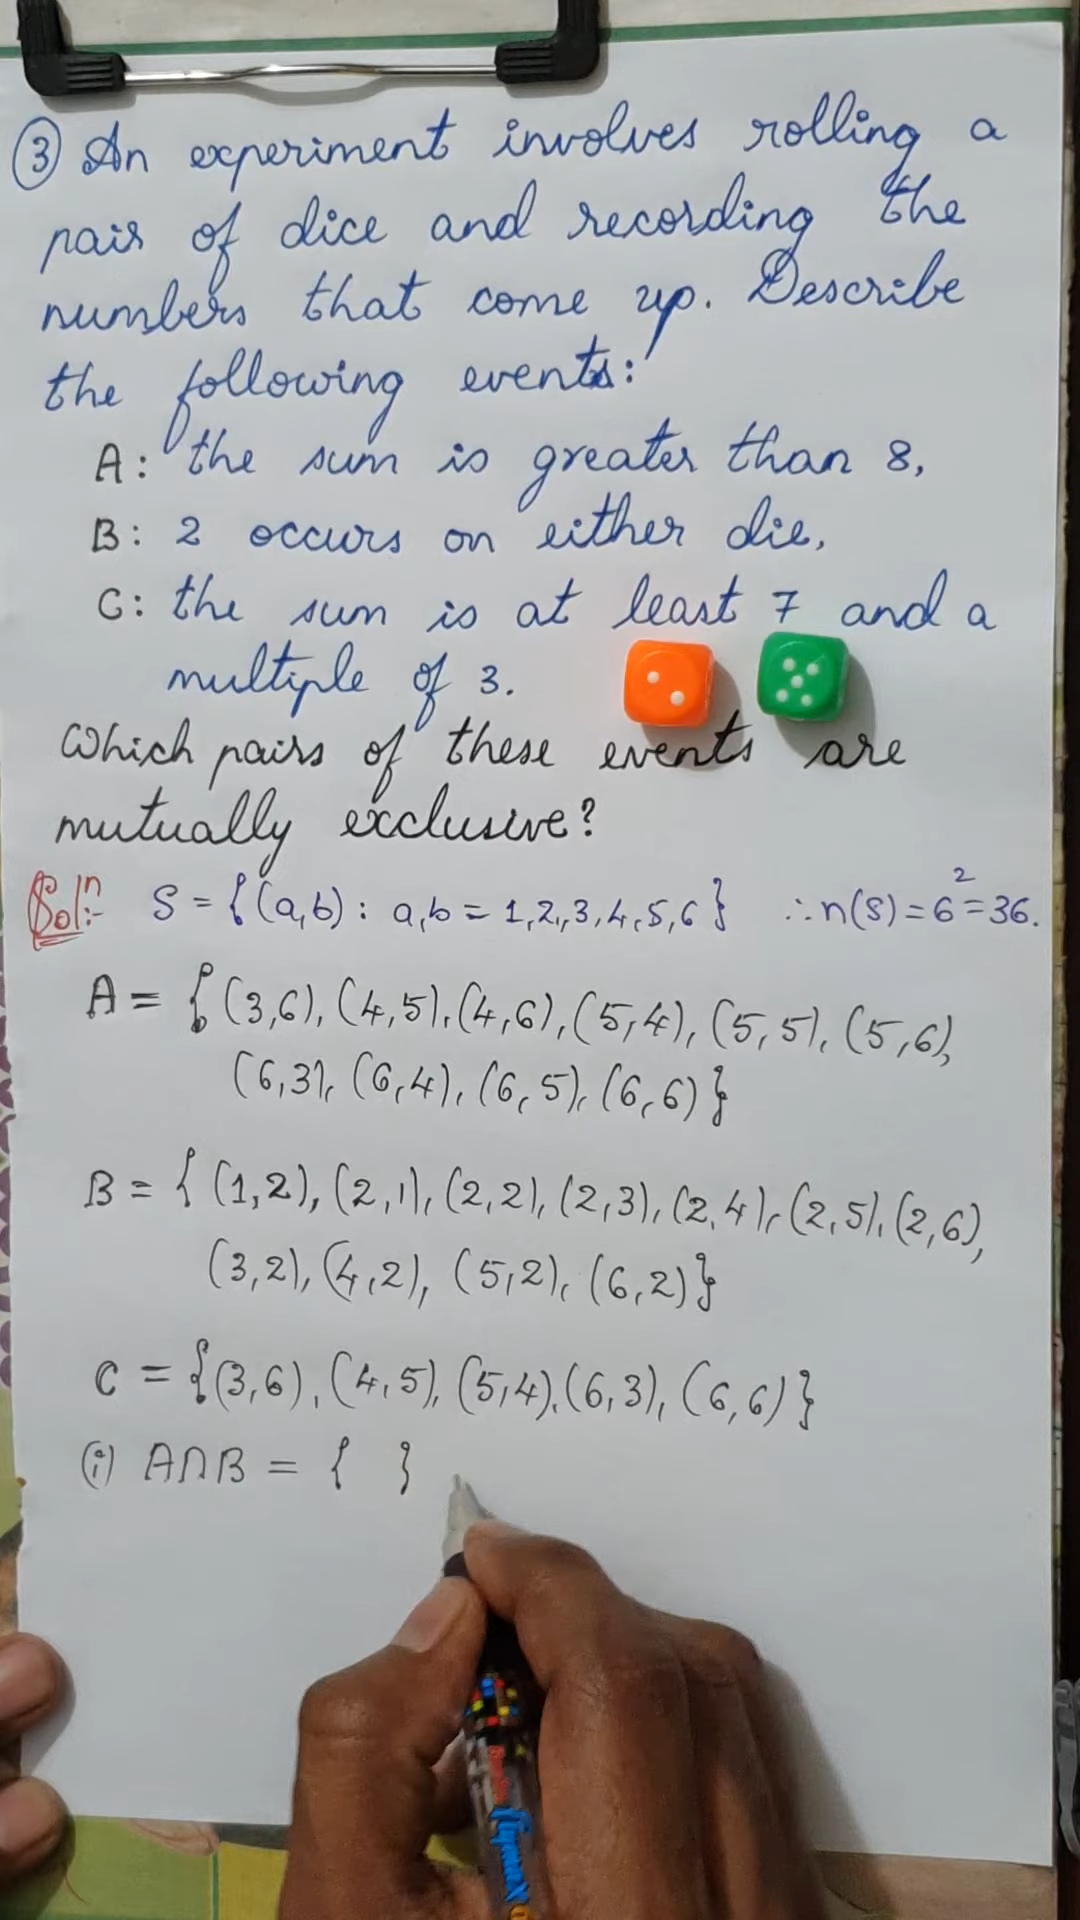 ③ An experiment involves rolling a
pair of dice and recording the
numbers that come up. Describe
the following events:
A: the sum is greater than 8,
B: 2 occurs on either die,
C: the sum is at least 7 and a
multiple of 3.
Which pairs of these events are
mutually exclusive?
Solⁿ:- S = {(a,b): a,b = 1,2,3,4,5,6} ∴n(S) = 6² = 36.
A = {(3,6), (4,5), (4,6), (5,4), (5,5), (5,6),
(6,3), (6,4), (6,5), (6,6)}
B = {(1,2), (2,1), (2,2), (2,3), (2,4), (2,5), (2,6),
(3,2), (4,2), (5,2), (6,2)}
C = {(3,6), (4,5), (5,4), (6,3), (6,6)}
(i) A∩B = { }